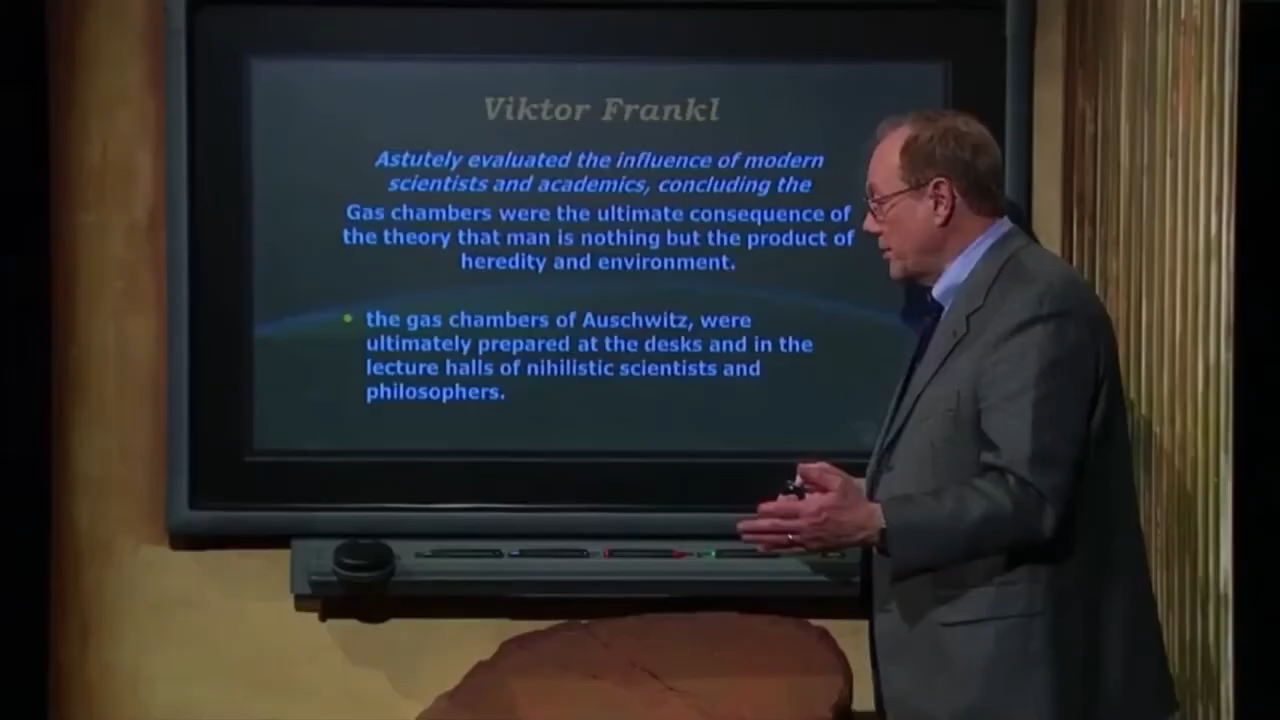 Viktor Frankl
Astutely evaluated the influence of modern
scientists and academics, concluding the
Gas chambers were the ultimate consequence of
the theory that man is nothing but the product of
heredity and environment.
the gas chambers of Auschwitz, were
ultimately prepared at the desks and in the
lecture halls of nihilistic scientists and
philosophers.